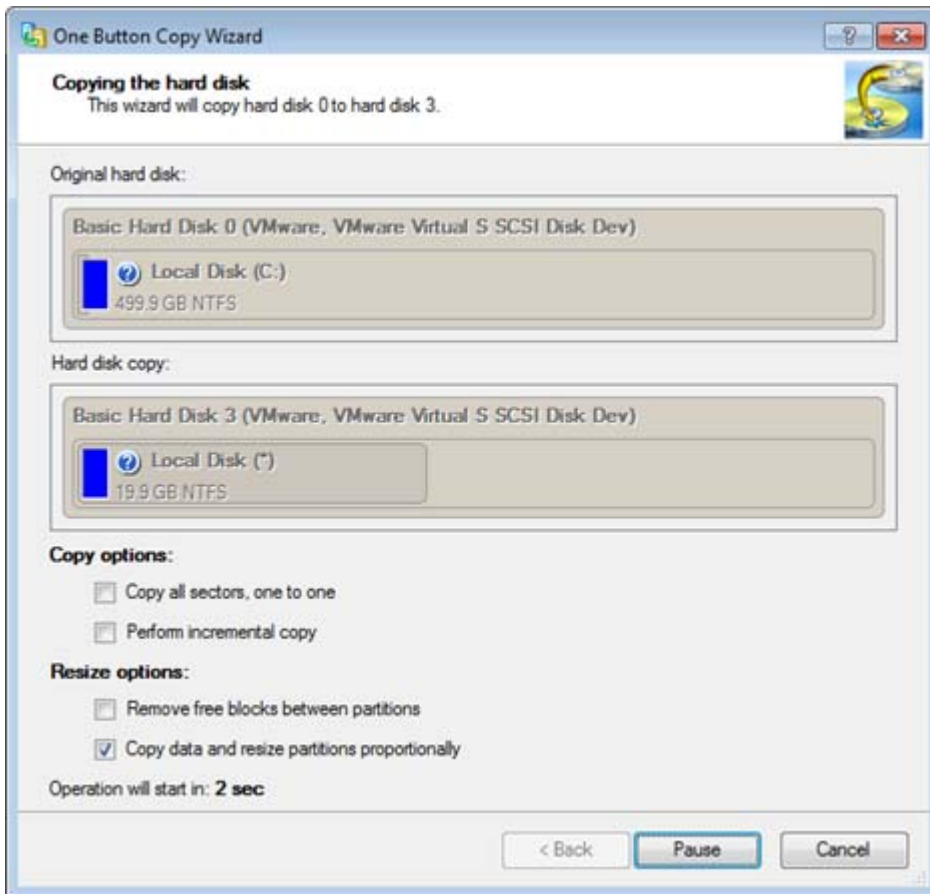 One Button Copy Wizard
Copying the hard disk
This wizard will copy hard disk 0 to hard disk 3.
Original hard disk:
Basic Hard Disk 0 (VMware, VMware Virtual S SCSI Disk Dev)
Local Disk (C:)
499.9 GB NTFS
Hard disk copy:
Basic Hard Disk 3 (VMware, VMware Virtual S SCSI Disk Dev)
Local Disk (*)
19.9 GB NTFS
Copy options:
Copy all sectors, one to one
Perform incremental copy
Resize options:
Remove free blocks between partitions
Copy data and resize partitions proportionally
Operation will start in: 2 sec
< Back Pause Cancel